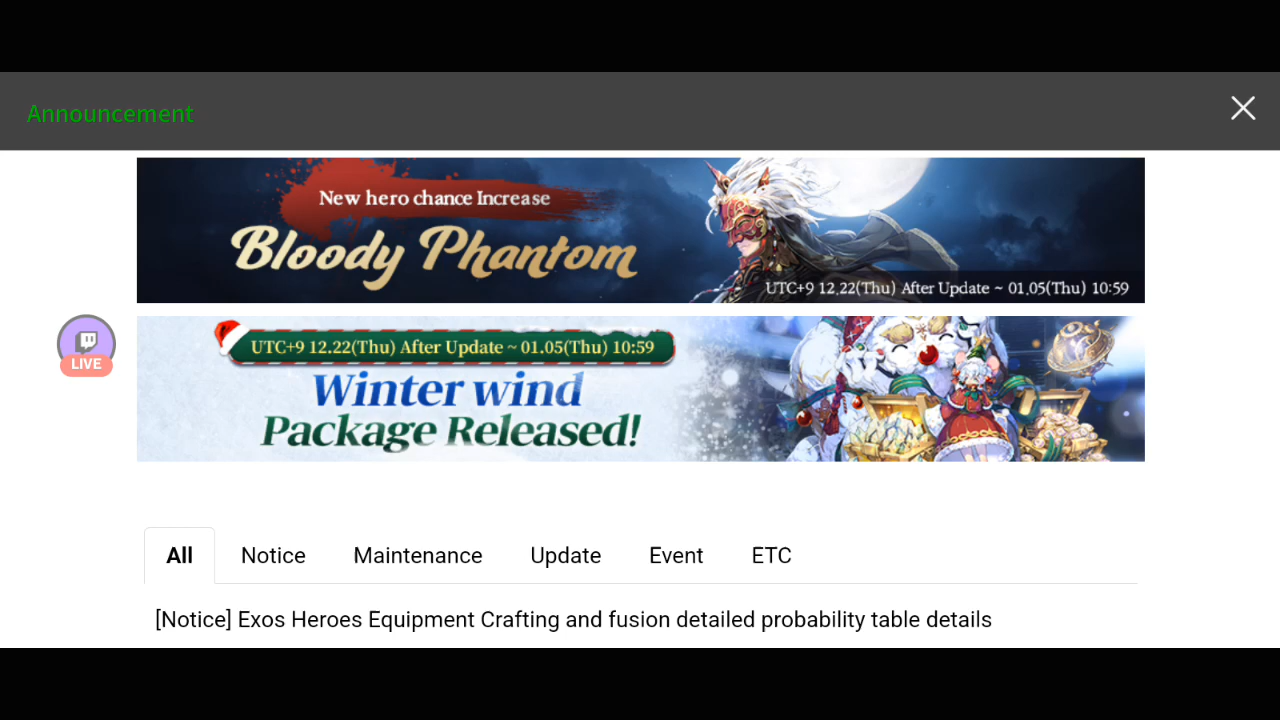 Announcement
New hero chance Increase
Bloody Phantom
UTC+9 12.22(Thu) After Update ~ 01.05(Thu) 10:59
LIVE
UTC+9 12.22(Thu) After Update ~ 01.05(Thu) 10:59
Winter wind
Package Released!
All Notice Maintenance Update Event ETC
[Notice] Exos Heroes Equipment Crafting and fusion detailed probability table details